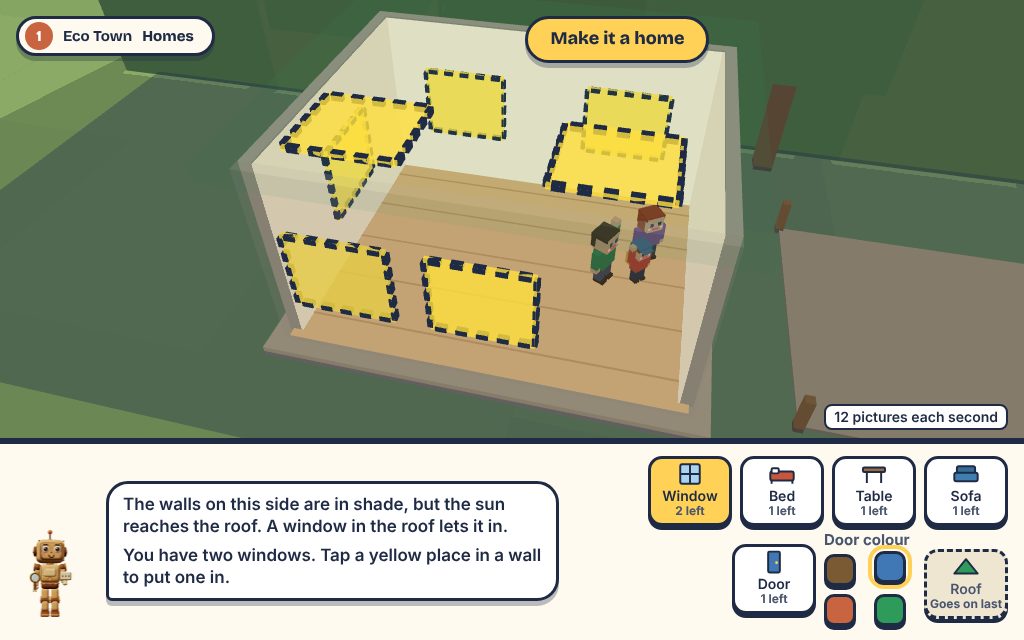 1 Eco Town Homes
Make it a home
12 pictures each second
The walls on this side are in shade, but the sun
reaches the roof. A window in the roof lets it in.
You have two windows. Tap a yellow place in a wall
to put one in.
Window
2 left
Bed
1 left
Table
1 left
Sofa
1 left
Door
1 left
Door colour
Roof
Goes on last